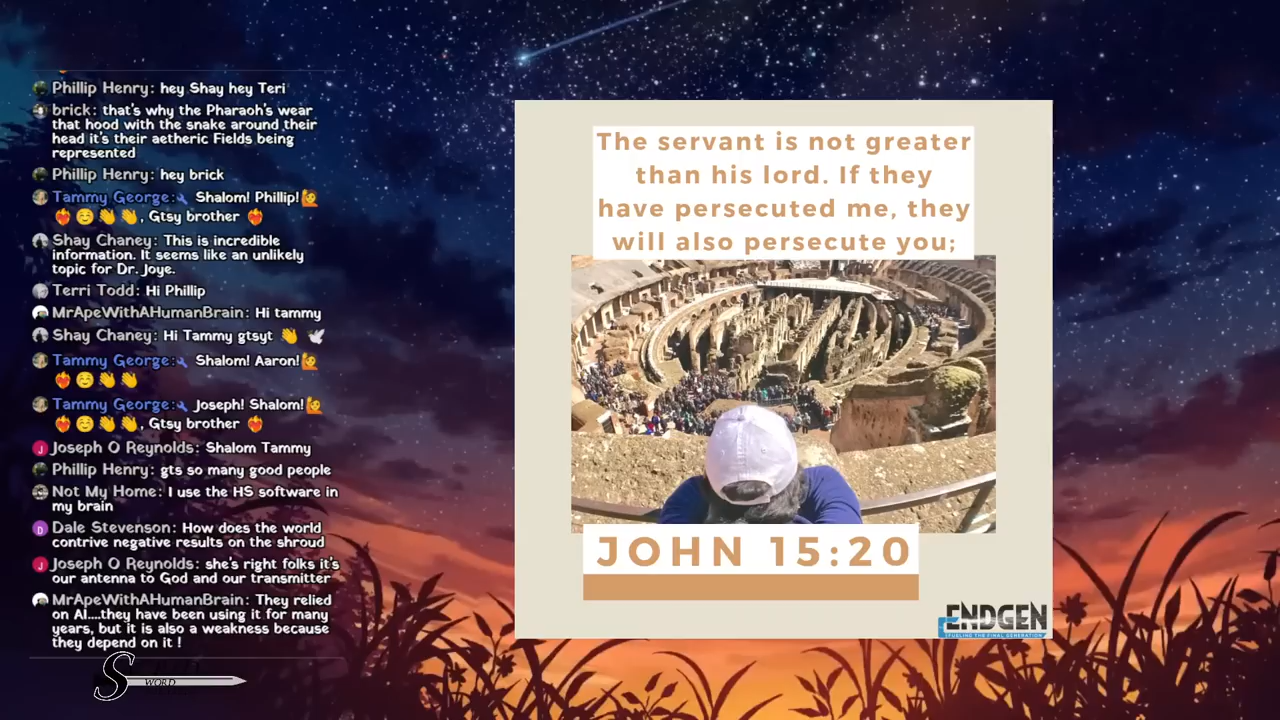 Phillip Henry: hey Shay hey Teri
brick: that's why the Pharaoh's wear
that hood with the snake around their
head it's their aetheric Fields being
represented
Phillip Henry: hey brick
Tammy George: Shalom! Phillip!🙋
❤️‍🔥☺️👋👋, Gtsy brother ❤️‍🔥
Shay Chaney: This is incredible
information. It seems like an unlikely
topic for Dr. Joye.
Terri Todd: Hi Phillip
MrApeWithAHumanBrain: Hi tammy
Shay Chaney: Hi Tammy gtsyt 👋 🕊️
Tammy George: Shalom! Aaron!🙋
❤️‍🔥☺️👋👋
Tammy George: Joseph! Shalom!🙋
❤️‍🔥☺️👋👋, Gtsy brother ❤️‍🔥
Joseph O Reynolds: Shalom Tammy
Phillip Henry: gts so many good people
Not My Home: I use the HS software in
my brain
Dale Stevenson: How does the world
contrive negative results on the shroud
Joseph O Reynolds: she's right folks it's
our antenna to God and our transmitter
MrApeWithAHumanBrain: They relied
on AI....they have been using it for many
years, but it is also a weakness because
they depend on it !
The servant is not greater
than his lord. If they
have persecuted me, they
will also persecute you;
JOHN 15:20
ENDGEN
FUELING THE FINAL GENERATION
S
WORD